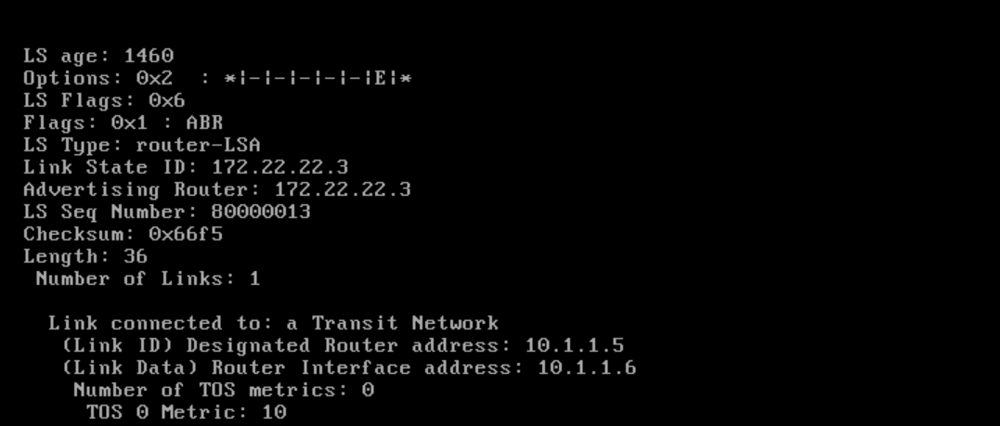 LS age: 1460
Options: 0x2  : *|-|-|-|-|-|E|*
LS Flags: 0x6
Flags: 0x1 : ABR
LS Type: router-LSA
Link State ID: 172.22.22.3
Advertising Router: 172.22.22.3
LS Seq Number: 80000013
Checksum: 0x66f5
Length: 36
 Number of Links: 1

  Link connected to: a Transit Network
   (Link ID) Designated Router address: 10.1.1.5
   (Link Data) Router Interface address: 10.1.1.6
    Number of TOS metrics: 0
     TOS 0 Metric: 10